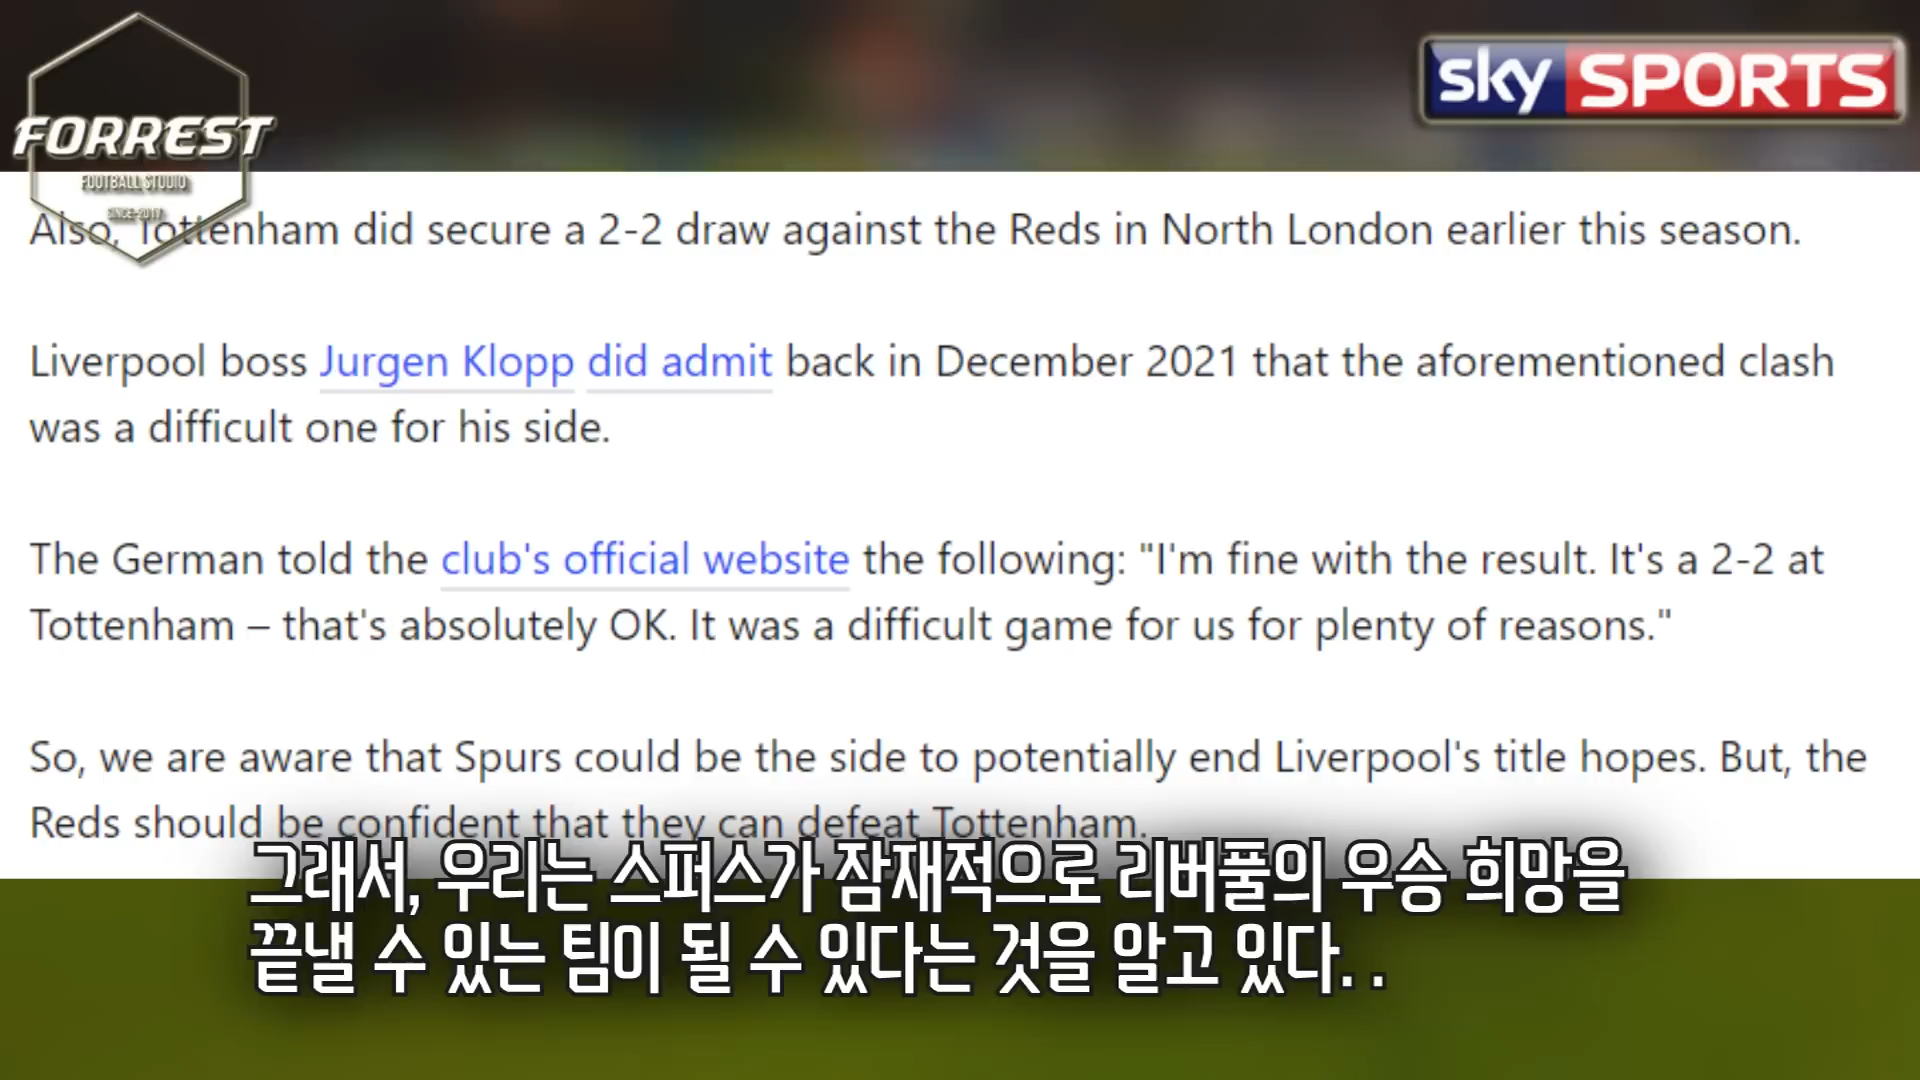 FORREST
FOOTBALL STUDIO
SINCE 2017
sky SPORTS
Also, Tottenham did secure a 2-2 draw against the Reds in North London earlier this season.
Liverpool boss Jurgen Klopp did admit back in December 2021 that the aforementioned clash
was a difficult one for his side.
The German told the club's official website the following: "I'm fine with the result. It's a 2-2 at
Tottenham – that's absolutely OK. It was a difficult game for us for plenty of reasons."
So, we are aware that Spurs could be the side to potentially end Liverpool's title hopes. But, the
Reds should be confident that they can defeat Tottenham.
그래서, 우리는 스퍼스가 잠재적으로 리버풀의 우승 희망을
끝낼 수 있는 팀이 될 수 있다는 것을 알고 있다. .